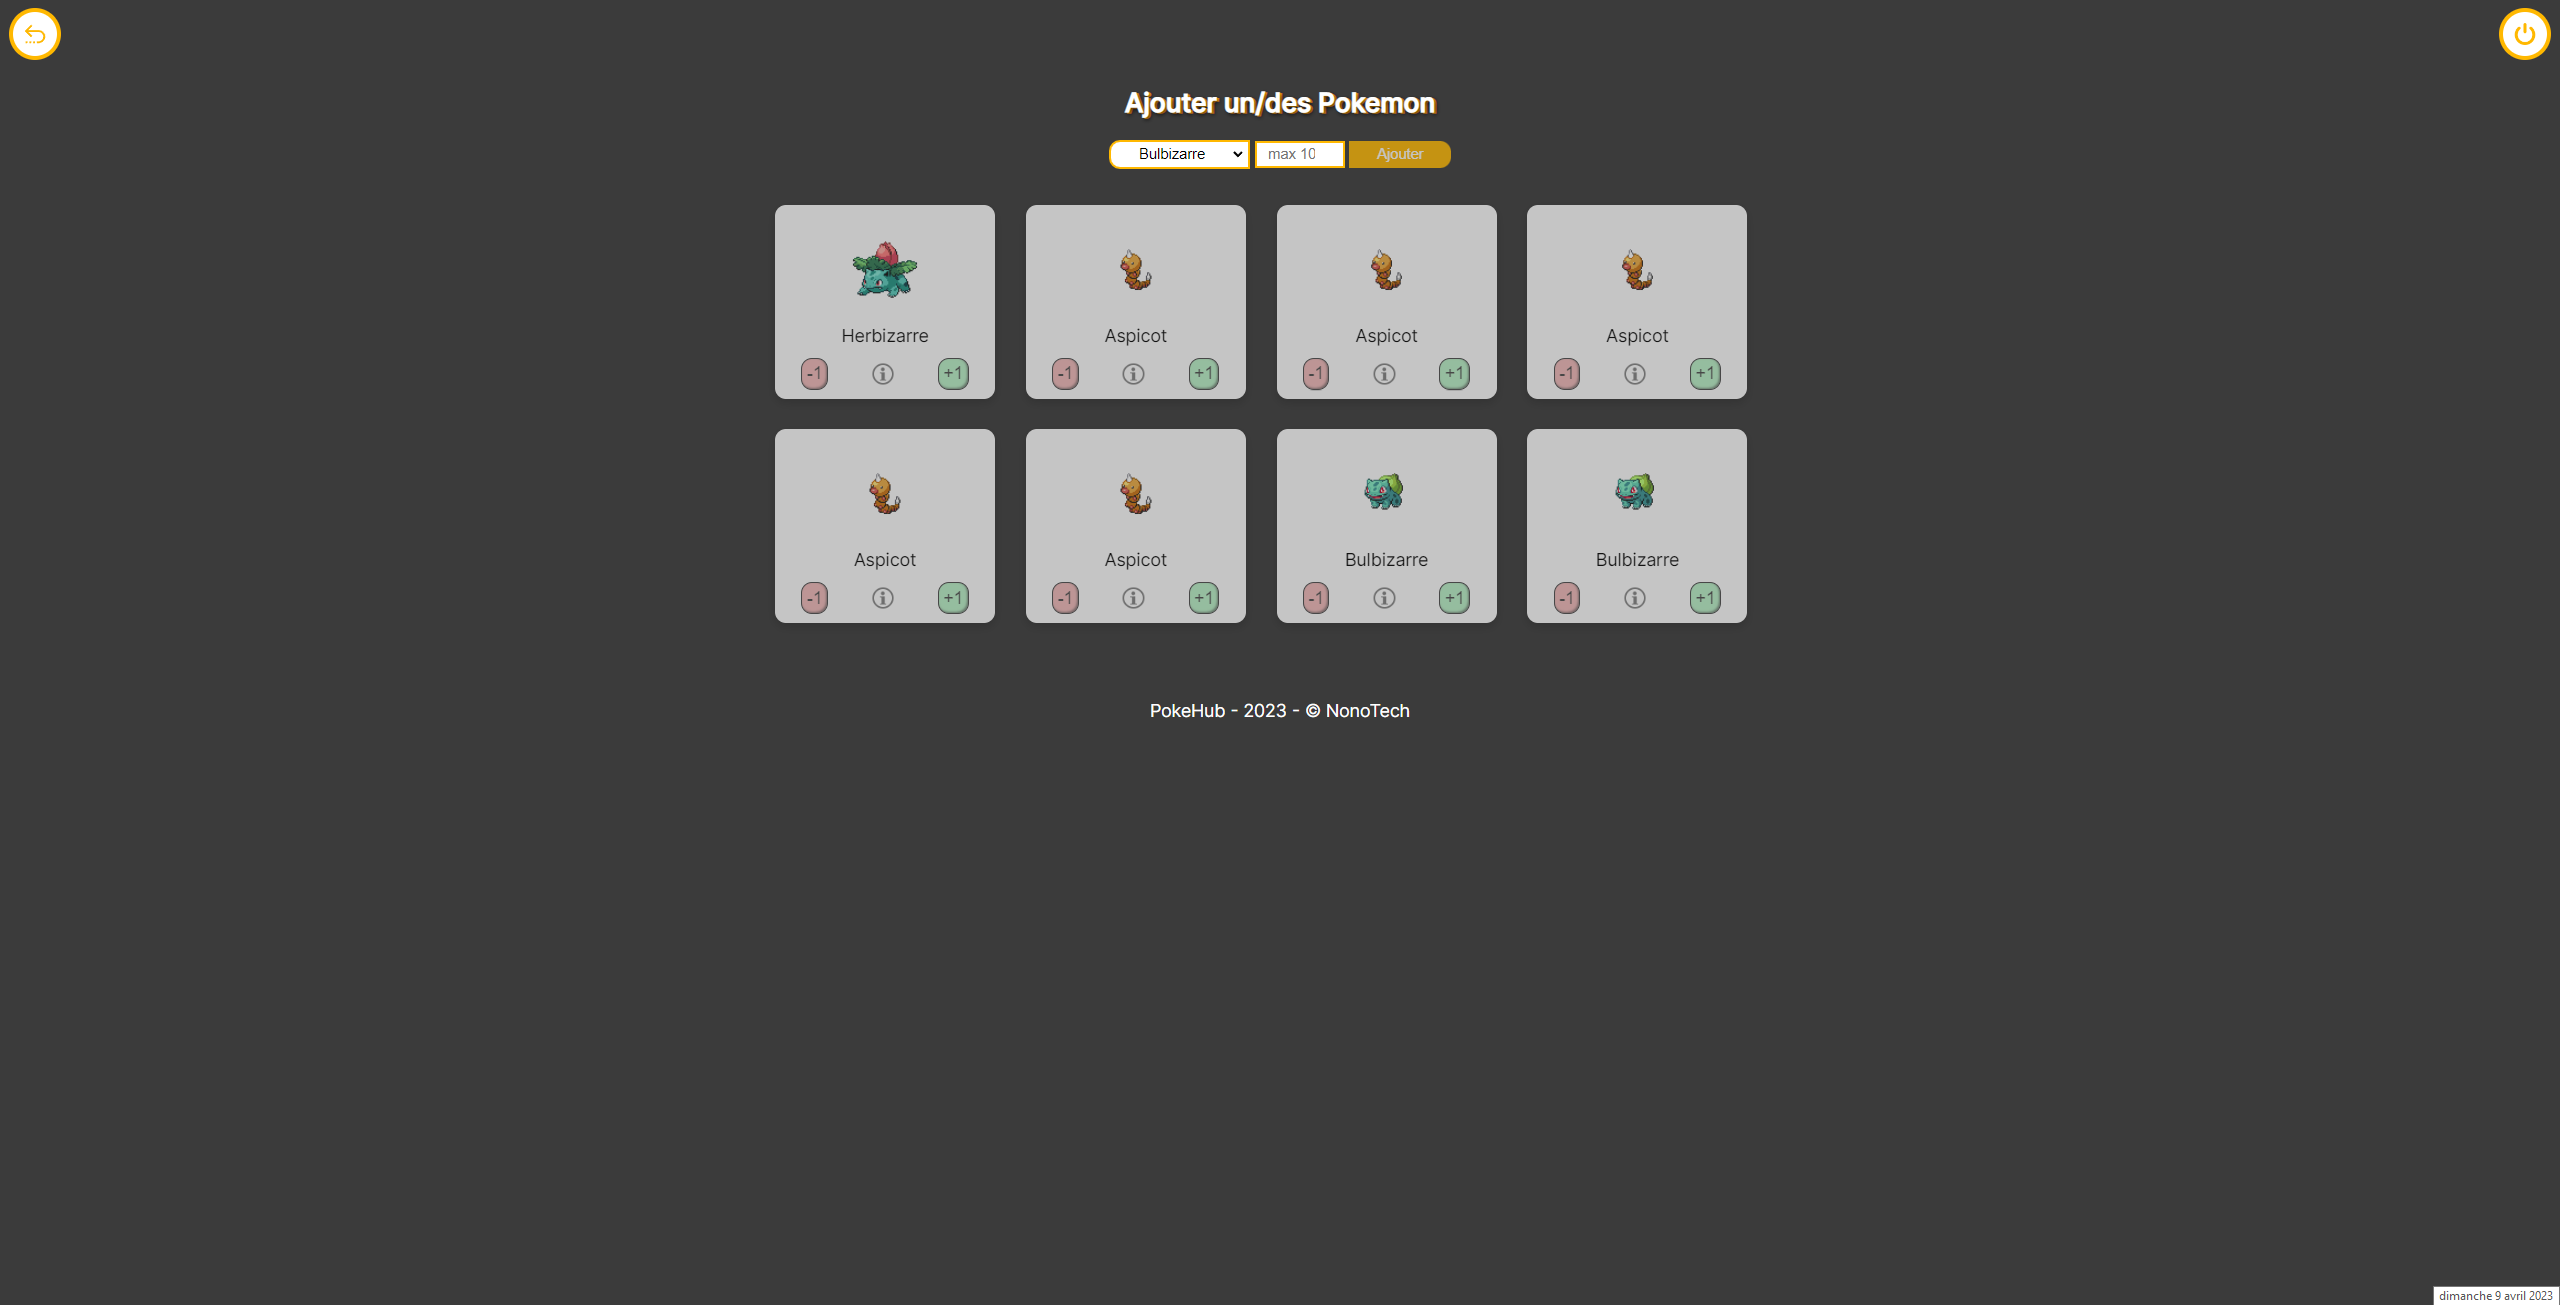 Ajouter un/des Pokemon
Bulbizarre max 10 Ajouter
Herbizarre Aspicot Aspicot Aspicot
-1 +1 -1 +1 -1 +1 -1 +1
Aspicot Aspicot Bulbizarre Bulbizarre
-1 +1 -1 +1 -1 +1 -1 +1
PokeHub - 2023 - © NonoTech
dimanche 9 avril 2023